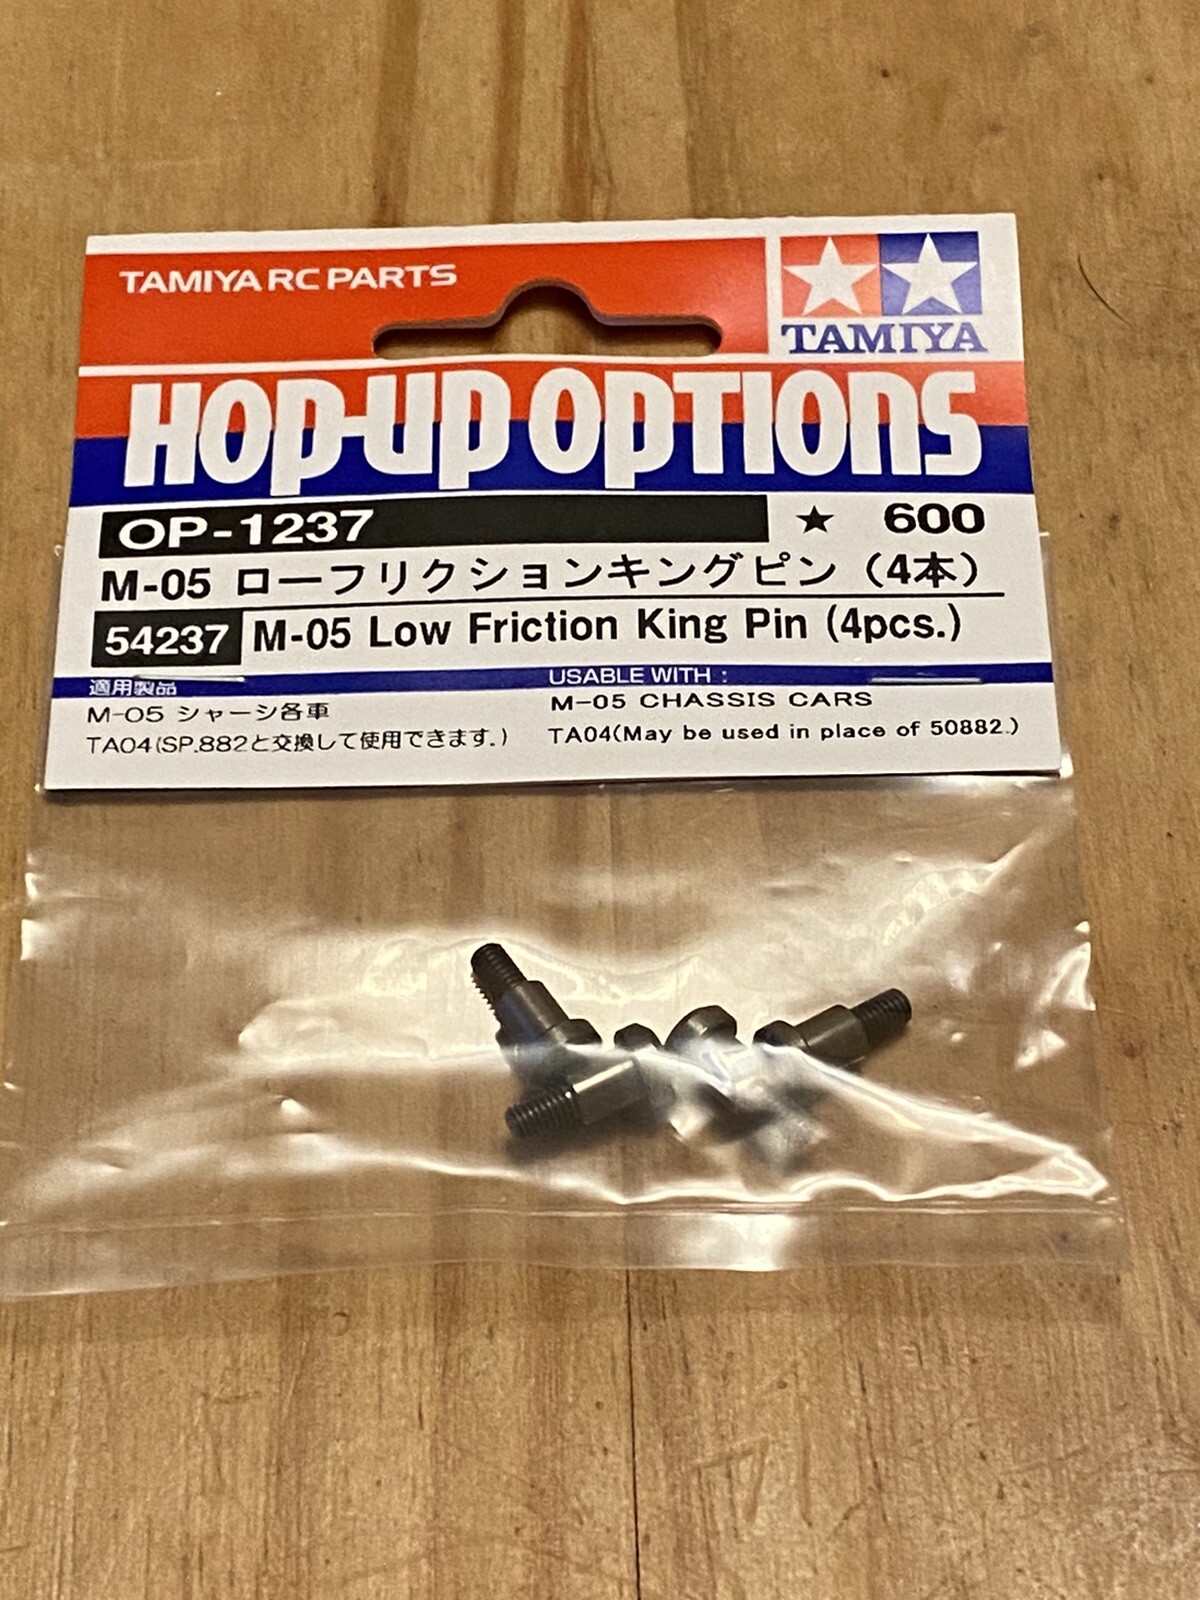 TAMIYA RC PARTS
TAMIYA
HOP-UP OPTIONS
OP-1237 ★ 600
M-05 ローフリクションキングピン（4本）
54237 M-05 Low Friction King Pin (4pcs.)
適用製品
M-05 シャーシ各車
TA04(SP.882と交換して使用できます.)
USABLE WITH :
M-05 CHASSIS CARS
TA04(May be used in place of 50882.)